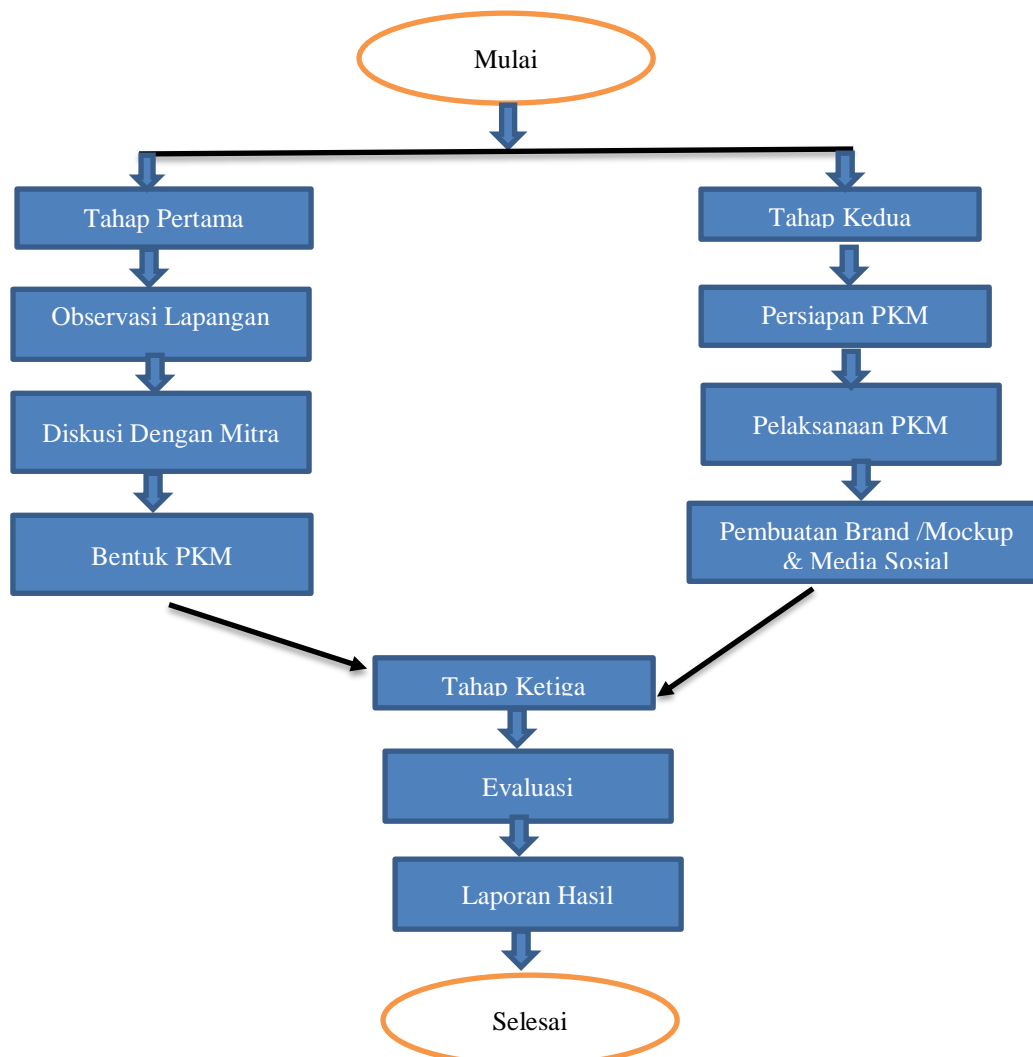 Mulai
Tahap Pertama
Observasi Lapangan
Diskusi Dengan Mitra
Bentuk PKM
Tahap Kedua
Persiapan PKM
Pelaksanaan PKM
Pembuatan Brand /Mockup
& Media Sosial
Tahap Ketiga
Evaluasi
Laporan Hasil
Selesai